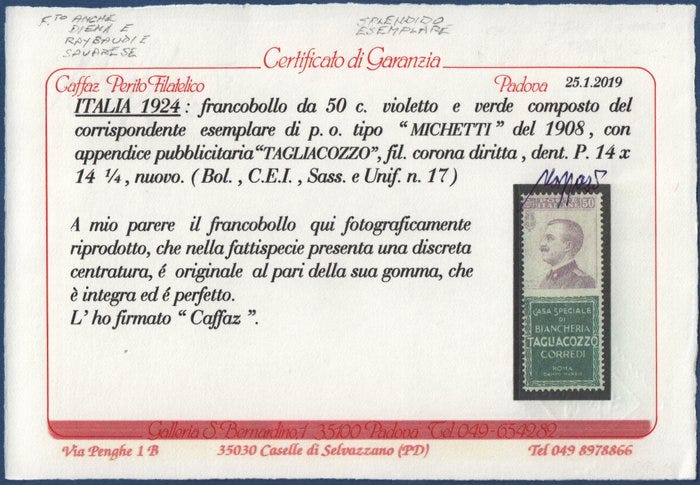 F.TO ANCHE
DIENA E
RAYBAUDI E
SAVARESE
SPLENDIDO
ESEMPLARE
Certificato di Garanzia
Caffaz Perito Filatelico
Padova 25.1.2019
ITALIA 1924 : francobollo da 50 c. violetto e verde composto del
corrispondente esemplare di p. o. tipo “ MICHETTI ” del 1908 , con
appendice pubblicitaria “TAGLIACOZZO”, fil. corona diritta , dent. P. 14 x
14 ¼, nuovo. ( Bol. , C.E.I. , Sass. e Unif. n. 17 )
A mio parere il francobollo qui fotograficamente
riprodotto, che nella fattispecie presenta una discreta
centratura, é originale al pari della sua gomma, che
è integra ed é perfetto.
L’ ho firmato “ Caffaz ”.
50
CASA SPECIALE
DI
BIANCHERIA
TAGLIACOZZO
CORREDI
ROMA
Galleria S. Bernardino, 1 35100 Padova Tel 049-654282
Via Penghe 1 B 35030 Caselle di Selvazzano (PD) Tel 049 8978866